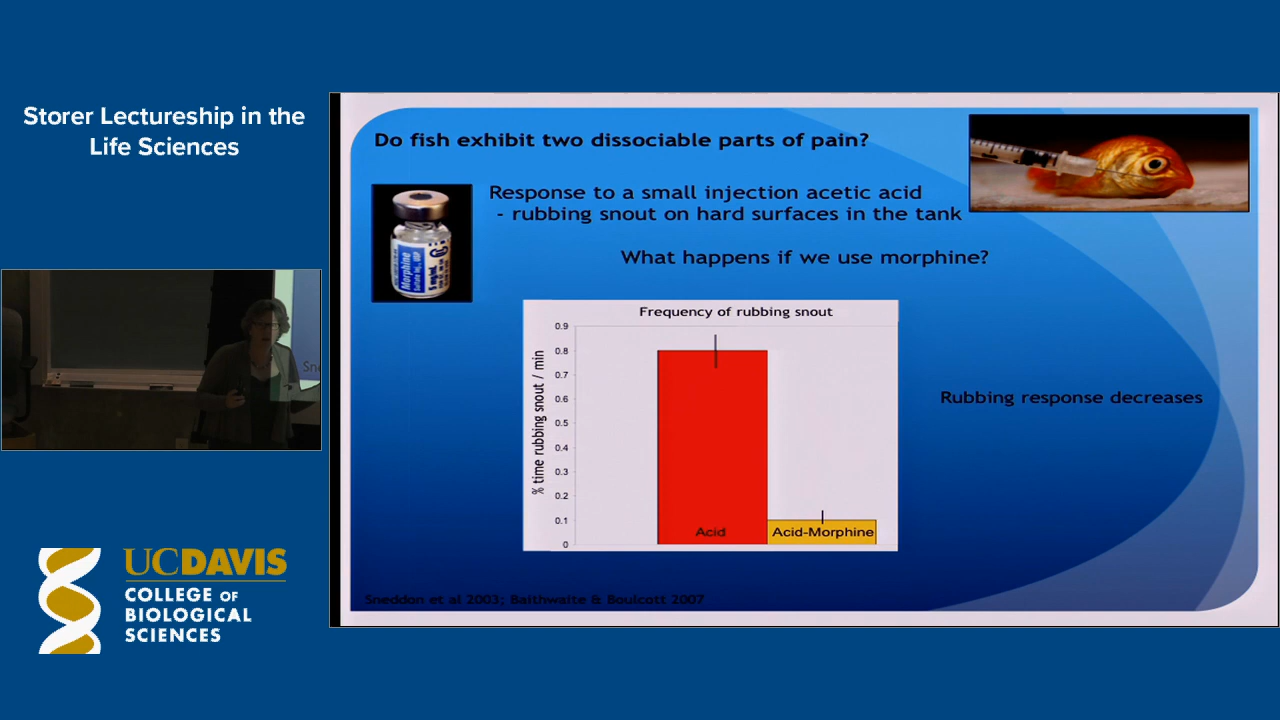 Storer Lectureship in the
Life Sciences
Do fish exhibit two dissociable parts of pain?
Response to a small injection acetic acid
- rubbing snout on hard surfaces in the tank
Morphine
What happens if we use morphine?
Frequency of rubbing snout
% time rubbing snout / min
0.9
0.8
0.7
0.6
0.5
0.4
0.3
0.2
0.1
0
Acid
Acid-Morphine
Rubbing response decreases
Sneddon et al 2003; Baithwaite & Boulcott 2007
Sne
UCDAVIS
COLLEGE OF
BIOLOGICAL
SCIENCES